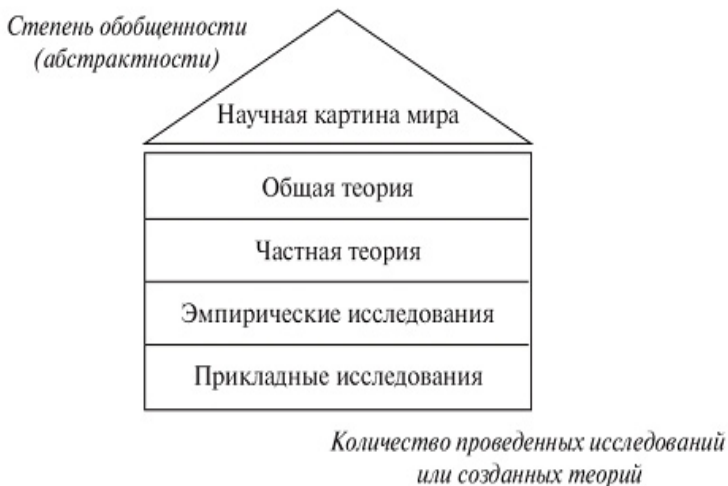 Степень обобщенности
(абстрактности)
Научная картина мира
Общая теория
Частная теория
Эмпирические исследования
Прикладные исследования
Количество проведенных исследований
или созданных теорий